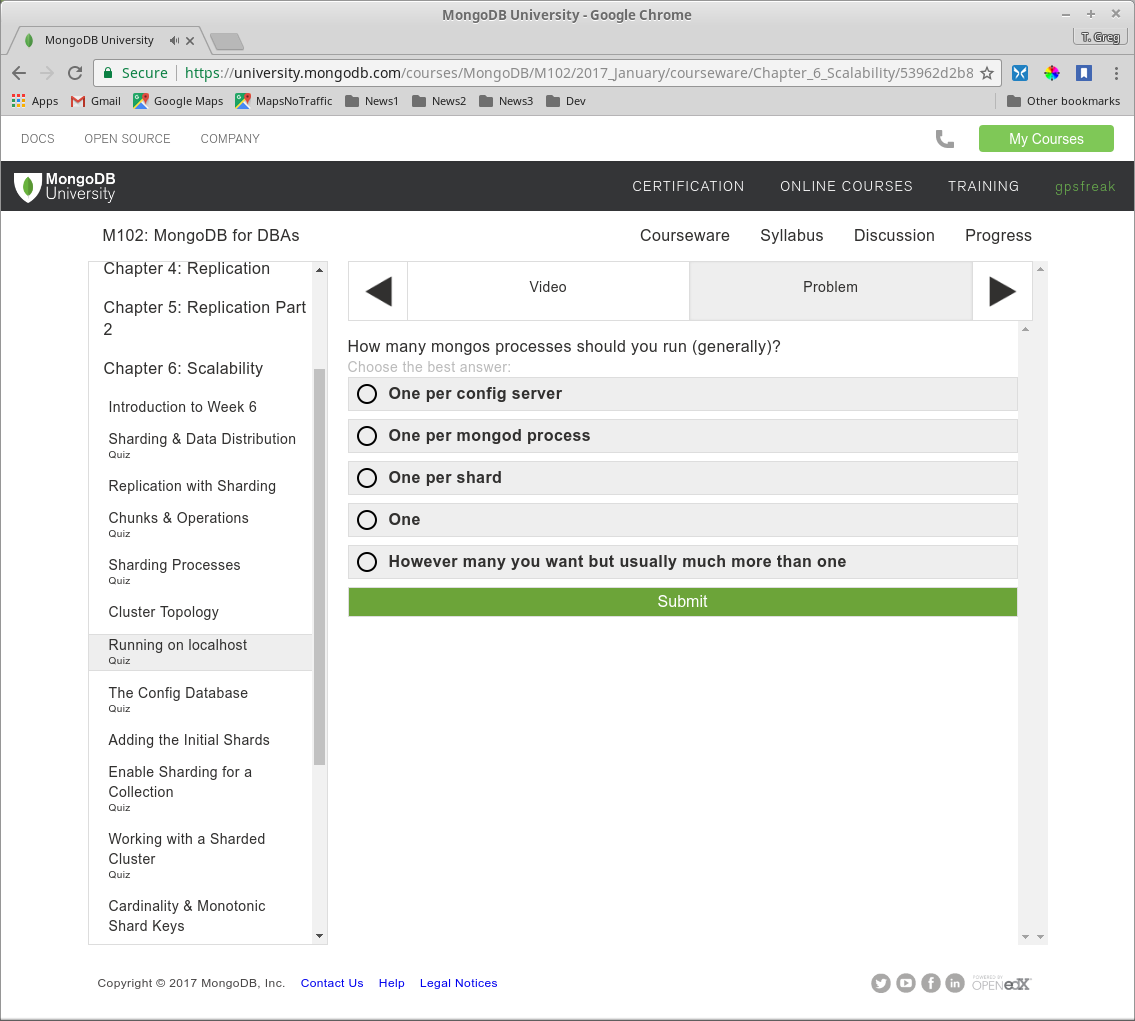 MongoDB University - Google Chrome
MongoDB University
T. Greg
Secure https://university.mongodb.com/courses/MongoDB/M102/2017_January/courseware/Chapter_6_Scalability/53962d2b8
Apps Gmail Google Maps MapsNoTraffic News1 News2 News3 Dev Other bookmarks
DOCS OPEN SOURCE COMPANY My Courses
MongoDB
University
CERTIFICATION ONLINE COURSES TRAINING gpsfreak
M102: MongoDB for DBAs Courseware Syllabus Discussion Progress
Chapter 4: Replication
Chapter 5: Replication Part
2
Chapter 6: Scalability
Introduction to Week 6
Sharding & Data Distribution
Quiz
Replication with Sharding
Chunks & Operations
Quiz
Sharding Processes
Quiz
Cluster Topology
Running on localhost
Quiz
The Config Database
Quiz
Adding the Initial Shards
Enable Sharding for a
Collection
Quiz
Working with a Sharded
Cluster
Quiz
Cardinality & Monotonic
Shard Keys
Video Problem
How many mongos processes should you run (generally)?
Choose the best answer:
One per config server
One per mongod process
One per shard
One
However many you want but usually much more than one
Submit
Copyright © 2017 MongoDB, Inc. Contact Us Help Legal Notices
POWERED BY
OPEN edX